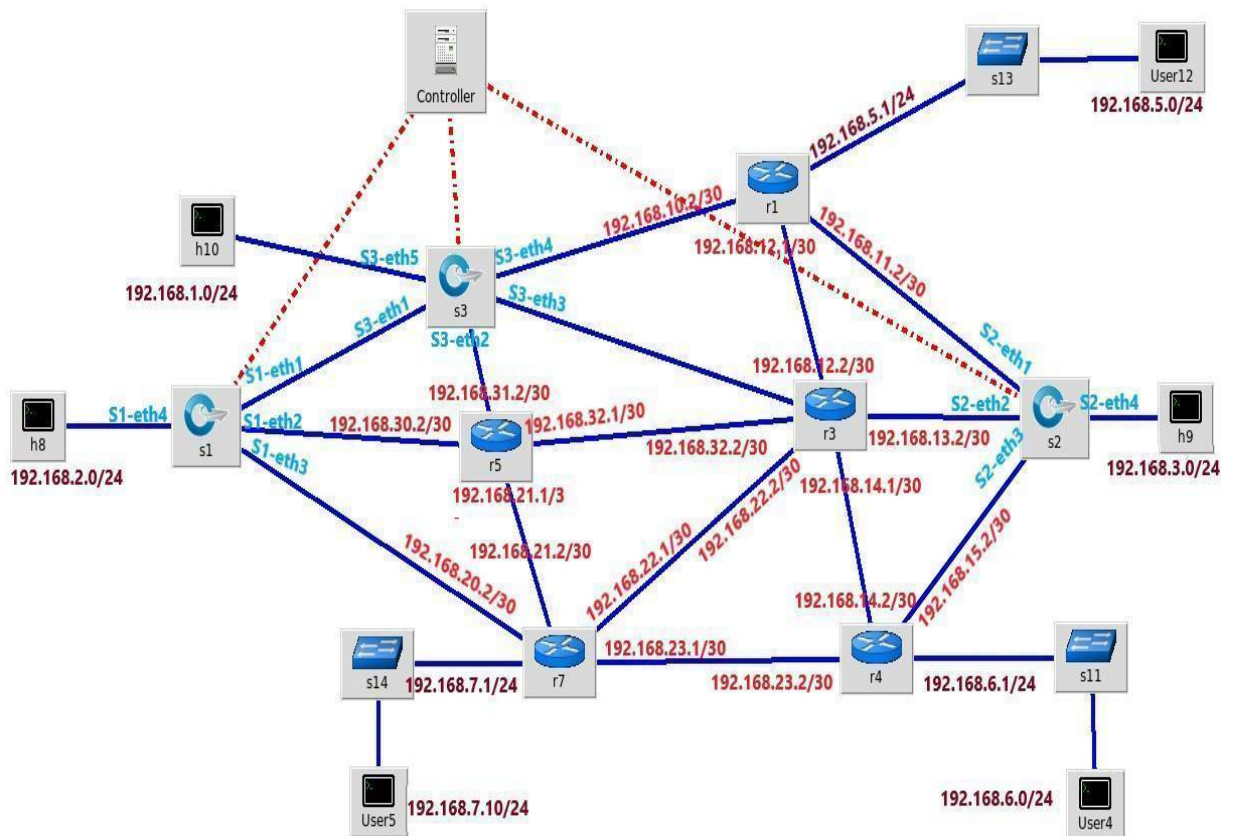 Controller
s13
User12
192.168.5.0/24
192.168.5.1/24
r1
192.168.10.2/30
192.168.12.1/30
192.168.11.2/30
h10
192.168.1.0/24
S3-eth5
S3-eth4
s3
S3-eth3
S3-eth1
S3-eth2
S1-eth1
h8
192.168.2.0/24
S1-eth4
s1
S1-eth2
S1-eth3
192.168.31.2/30
192.168.30.2/30
192.168.32.1/30
r5
192.168.21.1/3
192.168.12.2/30
r3
192.168.32.2/30
192.168.13.2/30
S2-eth1
S2-eth2
S2-eth4
s2
S2-eth3
h9
192.168.3.0/24
192.168.22.2/30
192.168.14.1/30
192.168.21.2/30
192.168.22.1/30
192.168.20.2/30
192.168.15.2/30
192.168.14.2/30
s14
192.168.7.1/24
r7
192.168.23.1/30
192.168.23.2/30
r4
192.168.6.1/24
s11
User5
192.168.7.10/24
192.168.6.0/24
User4